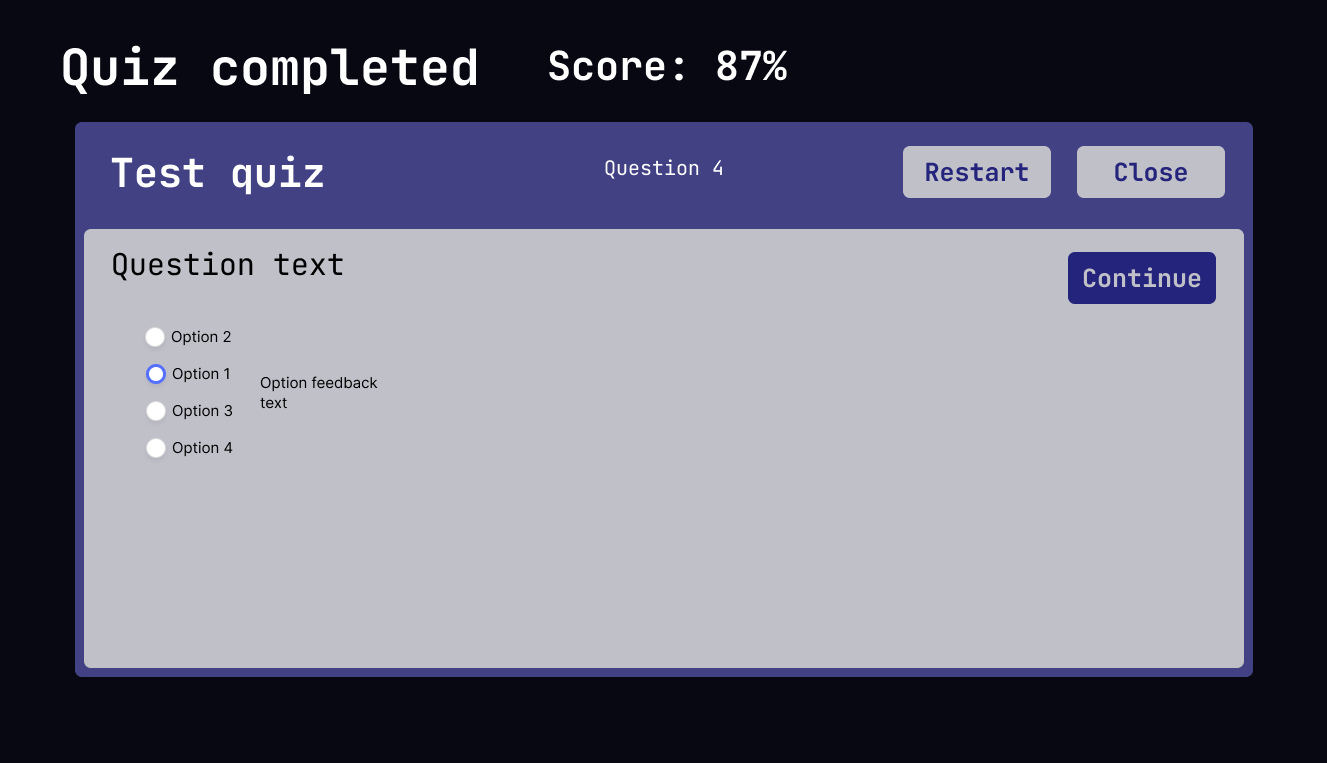 Quiz completed
Score: 87%
Test quiz
Question 4
Restart
Close
Question text
Continue
Option 2
Option 1
Option feedback
text
Option 3
Option 4